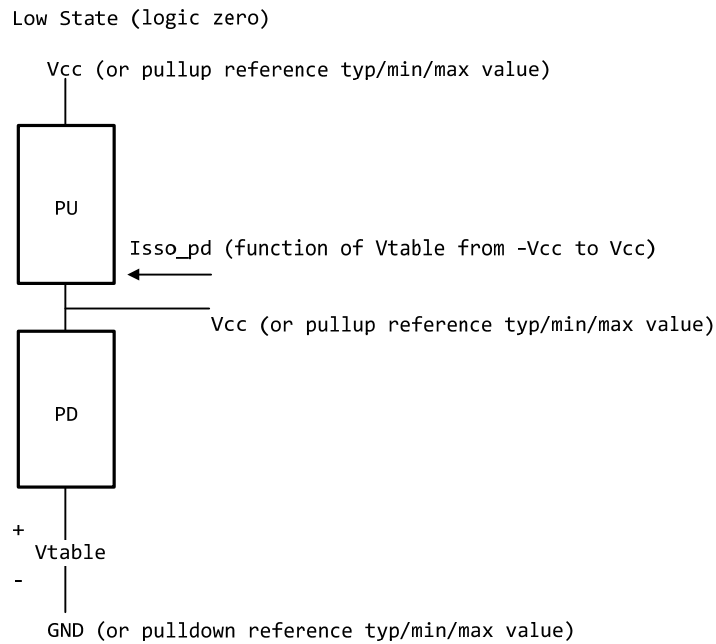 Low State (logic zero)
Vcc (or pullup reference typ/min/max value)
PU
Isso_pd (function of Vtable from -Vcc to Vcc)
Vcc (or pullup reference typ/min/max value)
PD
+
Vtable
-
GND (or pulldown reference typ/min/max value)